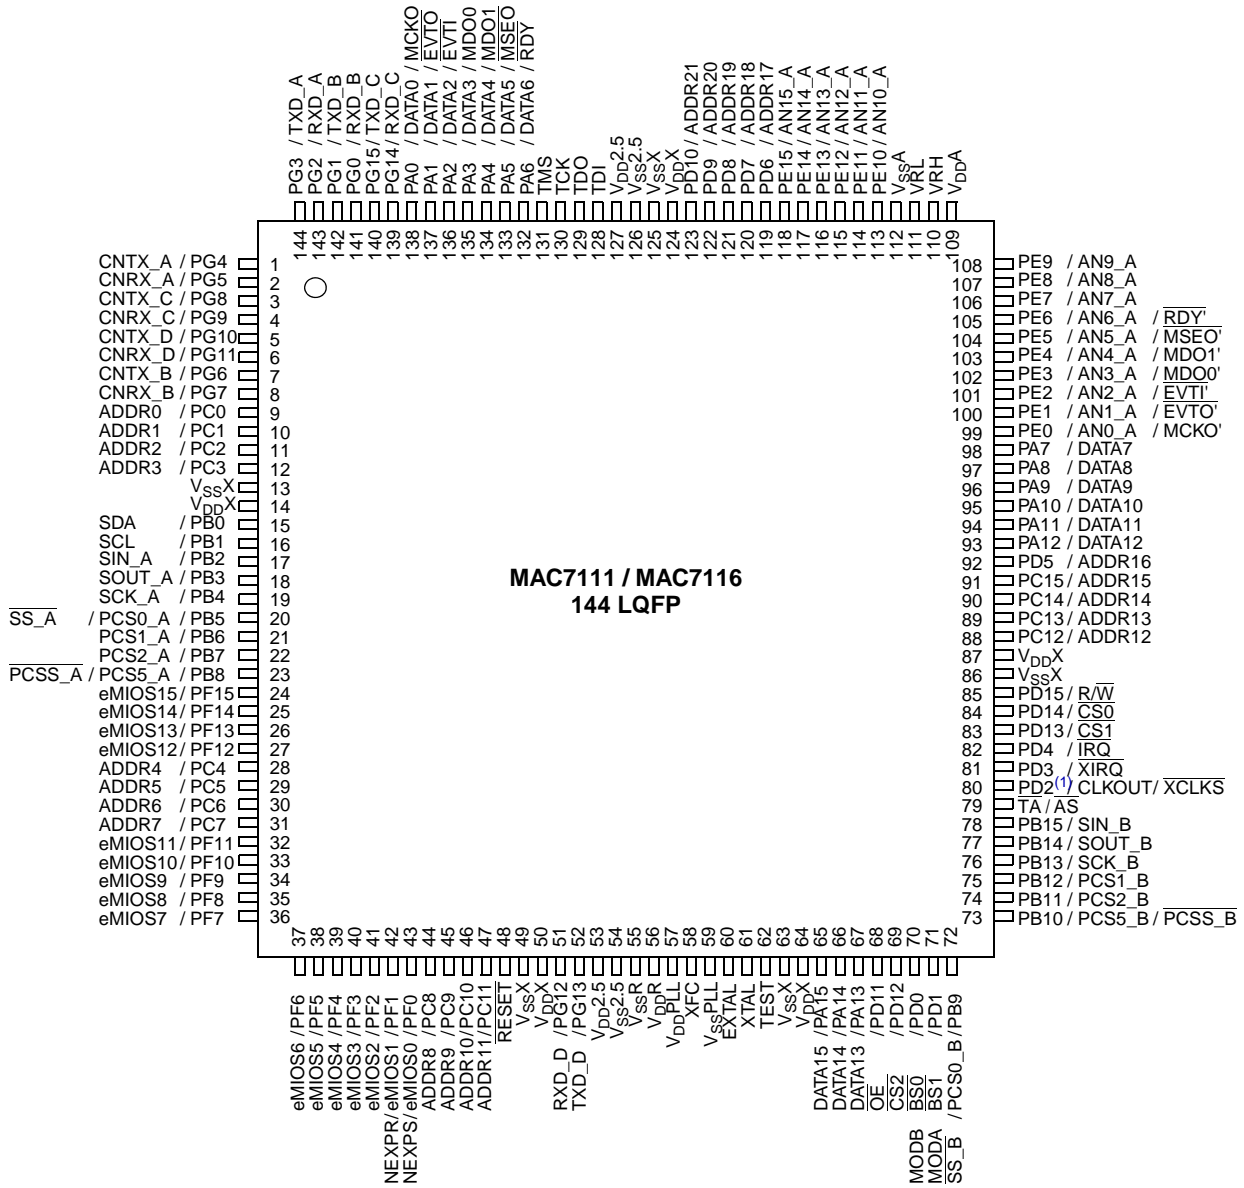 PG3 / TXD_A
PG2 / RXD_A
PG1 / TXD_B
PG0 / RXD_B
PG15 / TXD_C
PG14 / RXD_C
PA0 / DATA0 / MCKO
PA1 / DATA1 / EVTO
PA2 / DATA2 / EVTI
PA3 / DATA3 / MDO0
PA4 / DATA4 / MDO1
PA5 / DATA5 / MSEO
PA6 / DATA6 / RDY
TMS
TCK
TDO
TDI
VDD2.5
VSS2.5
VSSX
VDDX
PD10 / ADDR21
PD9 / ADDR20
PD8 / ADDR19
PD7 / ADDR18
PD6 / ADDR17
PE15 / AN15_A
PE14 / AN14_A
PE13 / AN13_A
PE12 / AN12_A
PE11 / AN11_A
PE10 / AN10_A
VSSA
VRL
VRH
VDDA
144 143 142 141 140 139 138 137 136 135 134 133 132 131 130 129 128 127 126 125 124 123 122 121 120 119 118 117 116 115 114 113 112 111 110 109
CNTX_A / PG4 1
CNRX_A / PG5 2
CNTX_C / PG8 3
CNRX_C / PG9 4
CNTX_D / PG10 5
CNRX_D / PG11 6
CNTX_B / PG6 7
CNRX_B / PG7 8
ADDR0 / PC0 9
ADDR1 / PC1 10
ADDR2 / PC2 11
ADDR3 / PC3 12
VSSX 13
VDDX 14
SDA / PB0 15
SCL / PB1 16
SIN_A / PB2 17
SOUT_A / PB3 18
SCK_A / PB4 19
SS_A / PCS0_A / PB5 20
PCS1_A / PB6 21
PCS2_A / PB7 22
PCSS_A / PCS5_A / PB8 23
eMIOS15 / PF15 24
eMIOS14 / PF14 25
eMIOS13 / PF13 26
eMIOS12 / PF12 27
ADDR4 / PC4 28
ADDR5 / PC5 29
ADDR6 / PC6 30
ADDR7 / PC7 31
eMIOS11 / PF11 32
eMIOS10 / PF10 33
eMIOS9 / PF9 34
eMIOS8 / PF8 35
eMIOS7 / PF7 36
MAC7111 / MAC7116
144 LQFP
108 PE9 / AN9_A
107 PE8 / AN8_A
106 PE7 / AN7_A
105 PE6 / AN6_A / RDY'
104 PE5 / AN5_A / MSEO'
103 PE4 / AN4_A / MDO1'
102 PE3 / AN3_A / MDO0'
101 PE2 / AN2_A / EVTI'
100 PE1 / AN1_A / EVTO'
99 PE0 / AN0_A / MCKO'
98 PA7 / DATA7
97 PA8 / DATA8
96 PA9 / DATA9
95 PA10 / DATA10
94 PA11 / DATA11
93 PA12 / DATA12
92 PD5 / ADDR16
91 PC15 / ADDR15
90 PC14 / ADDR14
89 PC13 / ADDR13
88 PC12 / ADDR12
87 VDDX
86 VSSX
85 PD15 / R/W
84 PD14 / CS0
83 PD13 / CS1
82 PD4 / IRQ
81 PD3 / XIRQ
80 PD2(1) / CLKOUT / XCLKS
79 TA / AS
78 PB15 / SIN_B
77 PB14 / SOUT_B
76 PB13 / SCK_B
75 PB12 / PCS1_B
74 PB11 / PCS2_B
73 PB10 / PCS5_B / PCSS_B
37 38 39 40 41 42 43 44 45 46 47 48 49 50 51 52 53 54 55 56 57 58 59 60 61 62 63 64 65 66 67 68 69 70 71 72
eMIOS6 / PF6
eMIOS5 / PF5
eMIOS4 / PF4
eMIOS3 / PF3
eMIOS2 / PF2
NEXPR / eMIOS1 / PF1
NEXPS / eMIOS0 / PF0
ADDR8 / PC8
ADDR9 / PC9
ADDR10 / PC10
ADDR11 / PC11
RESET
VSSX
VDDX
RXD_D / PG12
TXD_D / PG13
VDD2.5
VSS2.5
VSSR
VDDR
VDDPLL
XFC
VSSPLL
EXTAL
XTAL
TEST
VSSX
VDDX
DATA15 / PA15
DATA14 / PA14
DATA13 / PA13
OE / PD11
CS2 / PD12
MODB BS0 / PD0
MODA BS1 / PD1
SS_B / PCS0_B / PB9